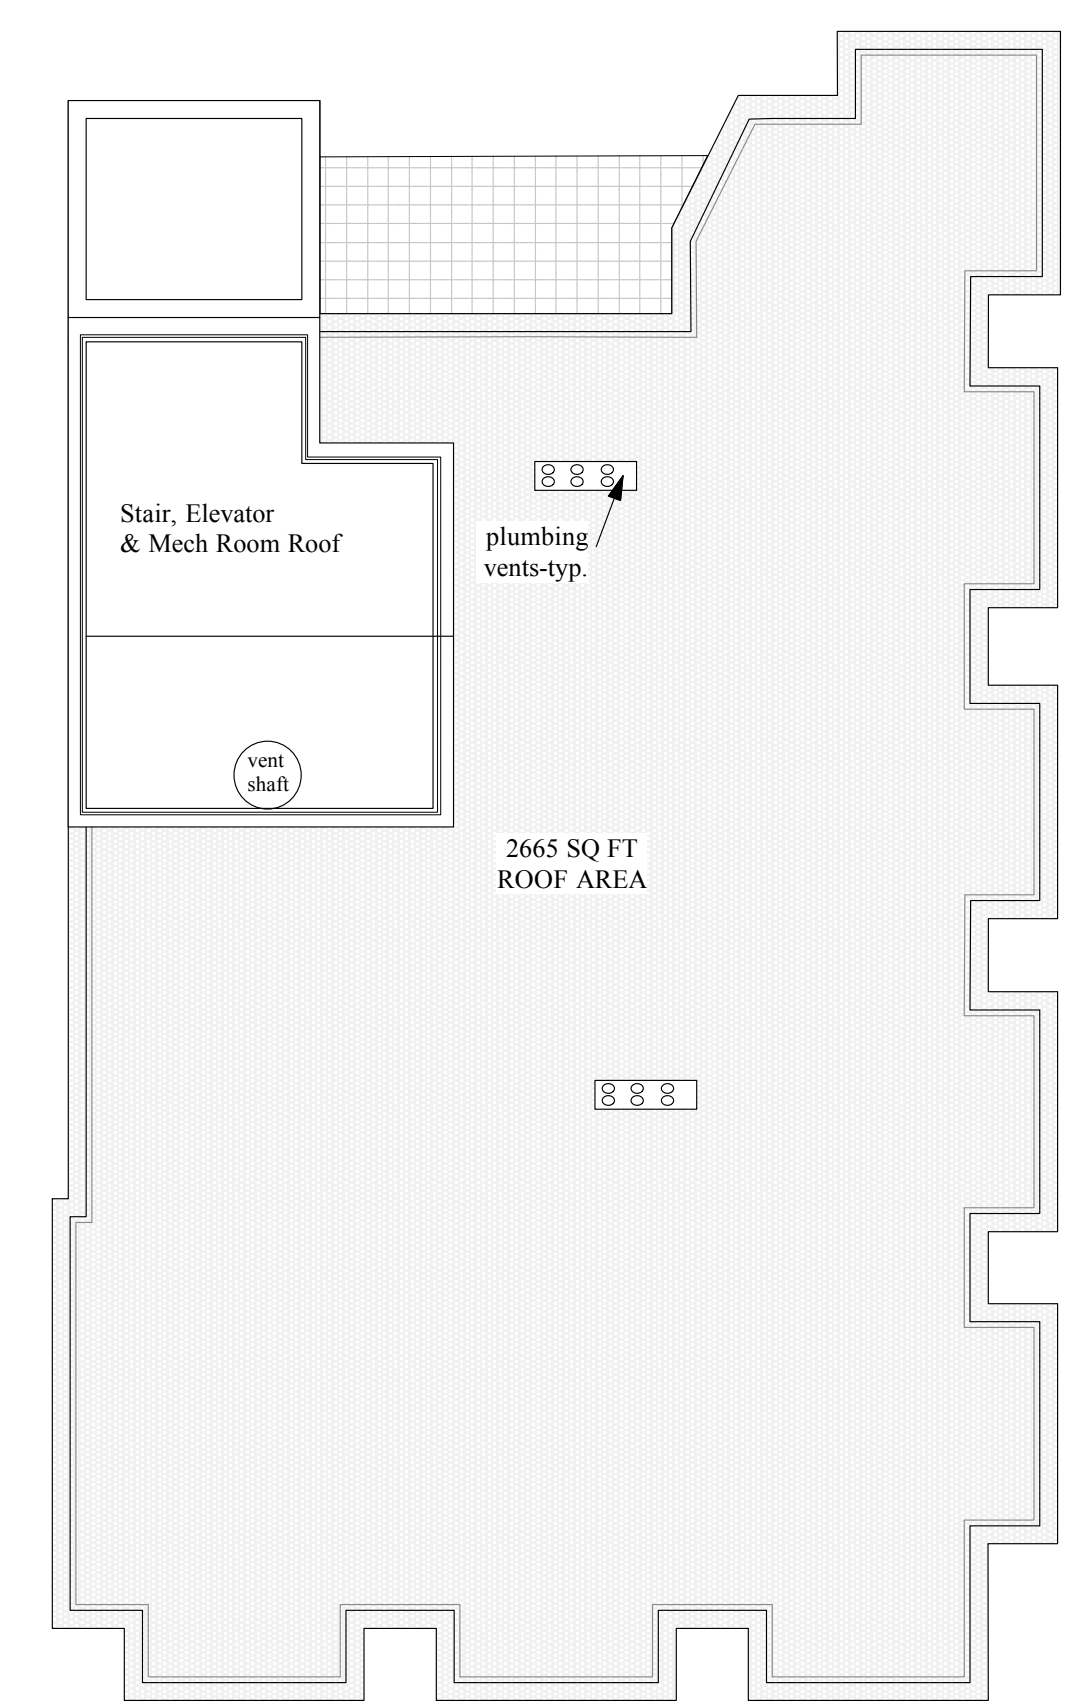 Stair, Elevator
& Mech Room Roof
plumbing
vents-typ.
vent
shaft
2665 SQ FT
ROOF AREA